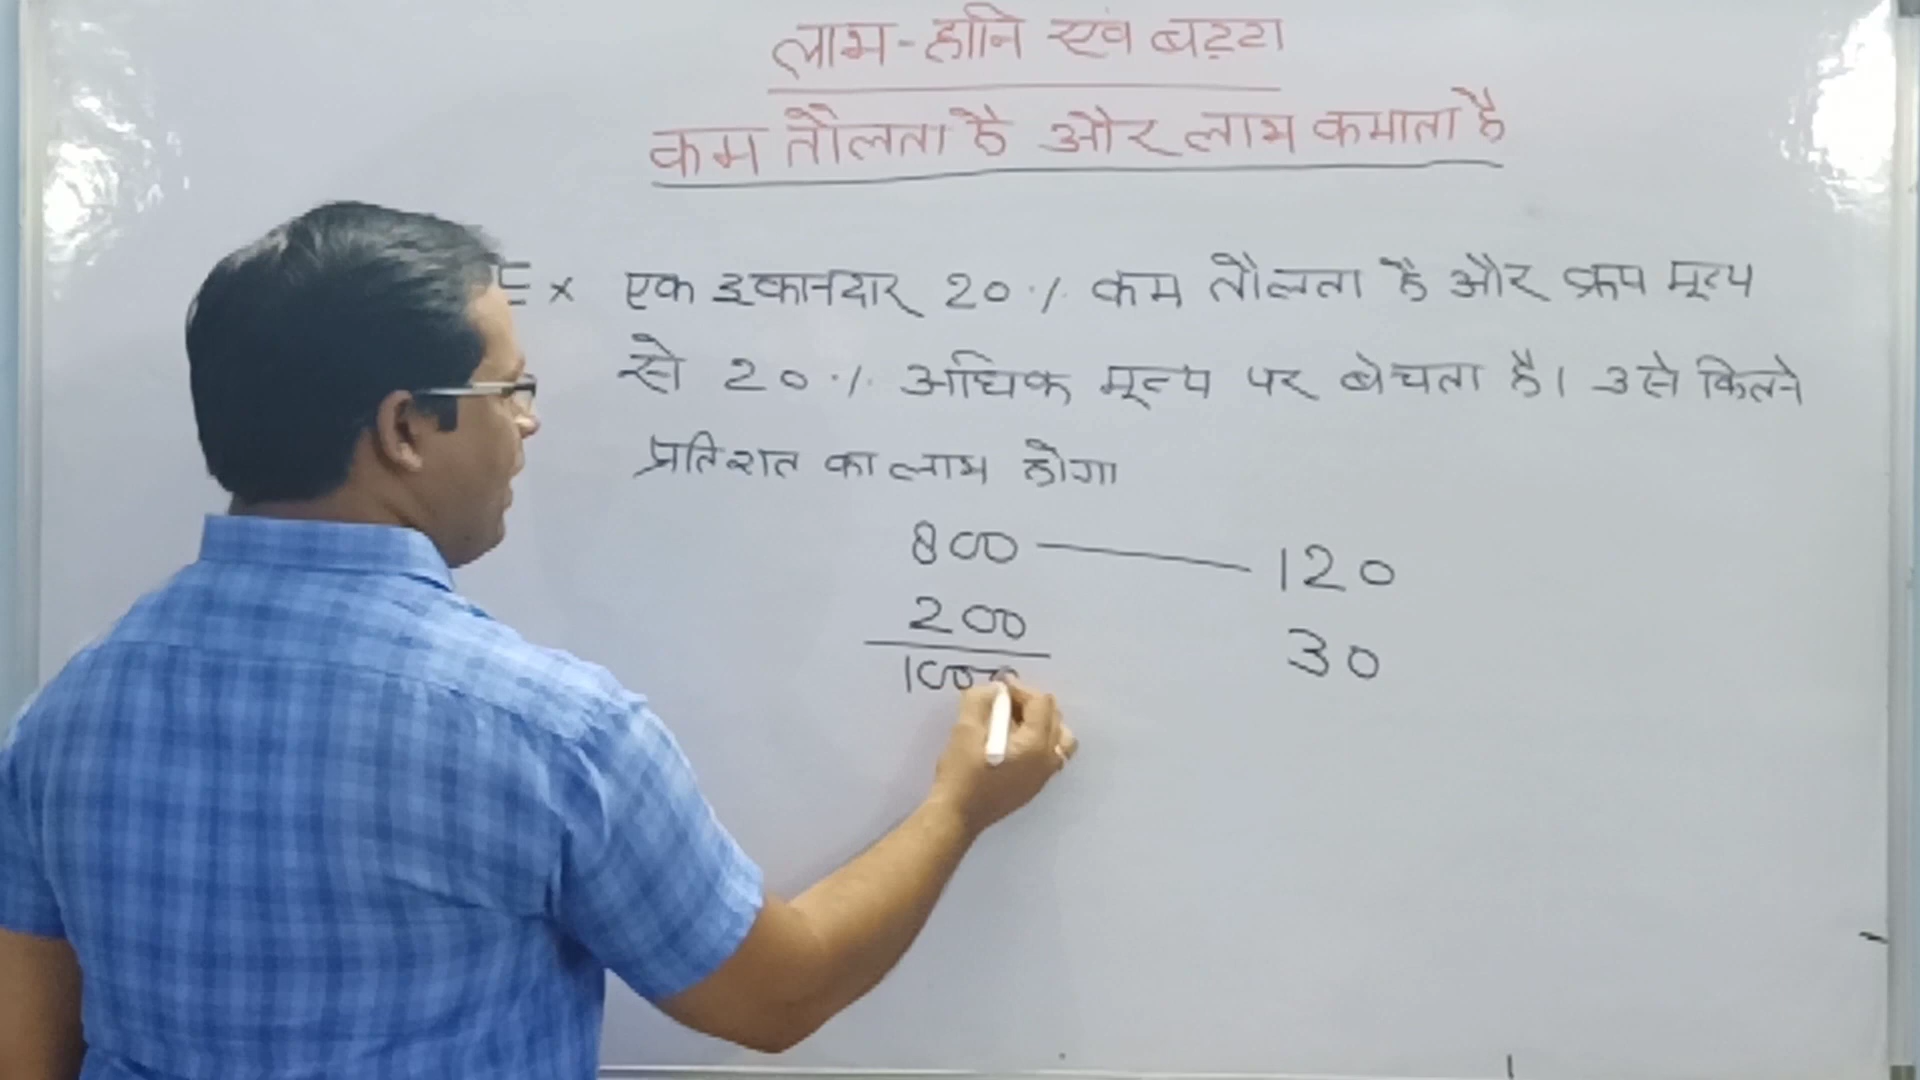 लाभ-हानि एवं बट्टा
कम तौलता है और लाभ कमाता है
Ex एक दुकानदार 20% कम तौलता है और क्रय मूल्य
से 20% अधिक मूल्य पर बेचता है। उसे कितने
प्रतिशत का लाभ होगा
800 — 120
200 30
1000